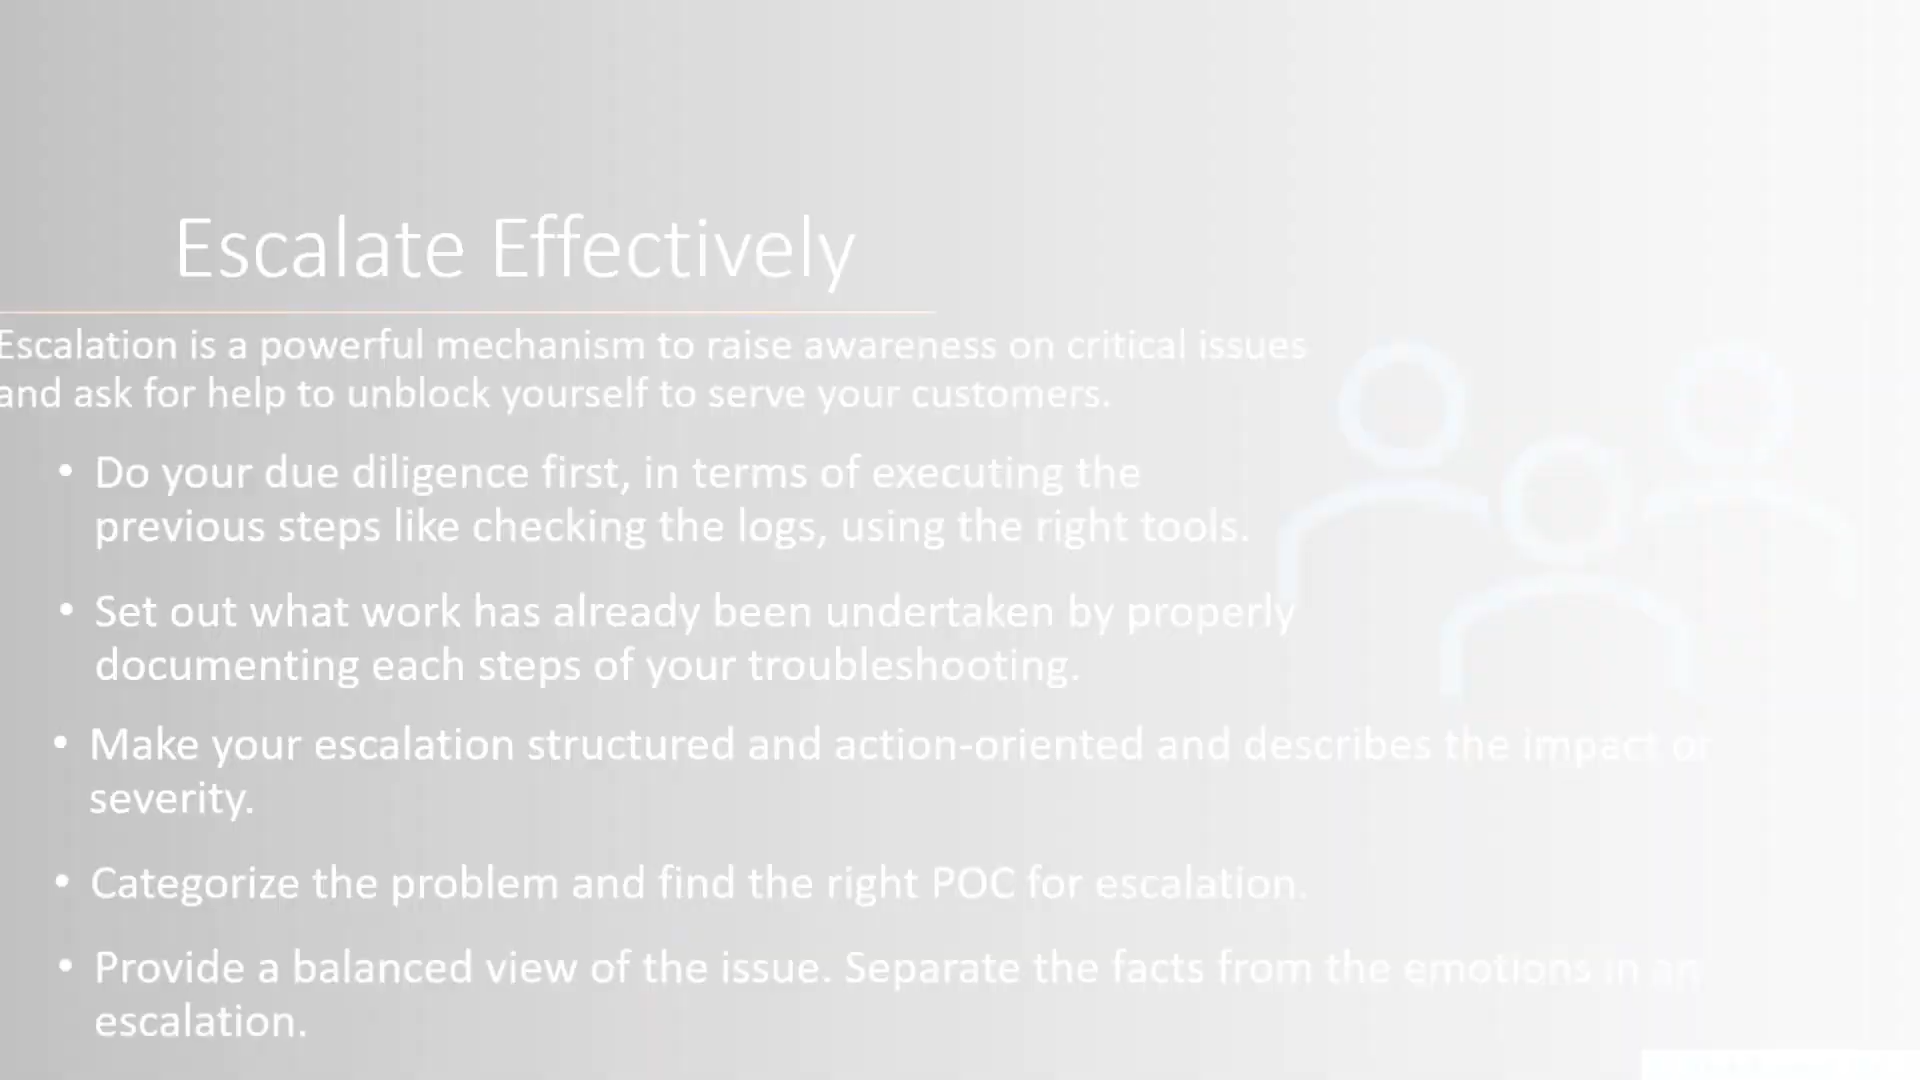 Escalate Effectively
Escalation is a powerful mechanism to raise awareness on critical issues
and ask for help to unblock yourself to serve your customers.
• Do your due diligence first, in terms of executing the
previous steps like checking the logs, using the right tools.
• Set out what work has already been undertaken by properly
documenting each steps of your troubleshooting.
• Make your escalation structured and action-oriented and describes the impact or
severity.
• Categorize the problem and find the right POC for escalation.
• Provide a balanced view of the issue. Separate the facts from the emotions in an
escalation.